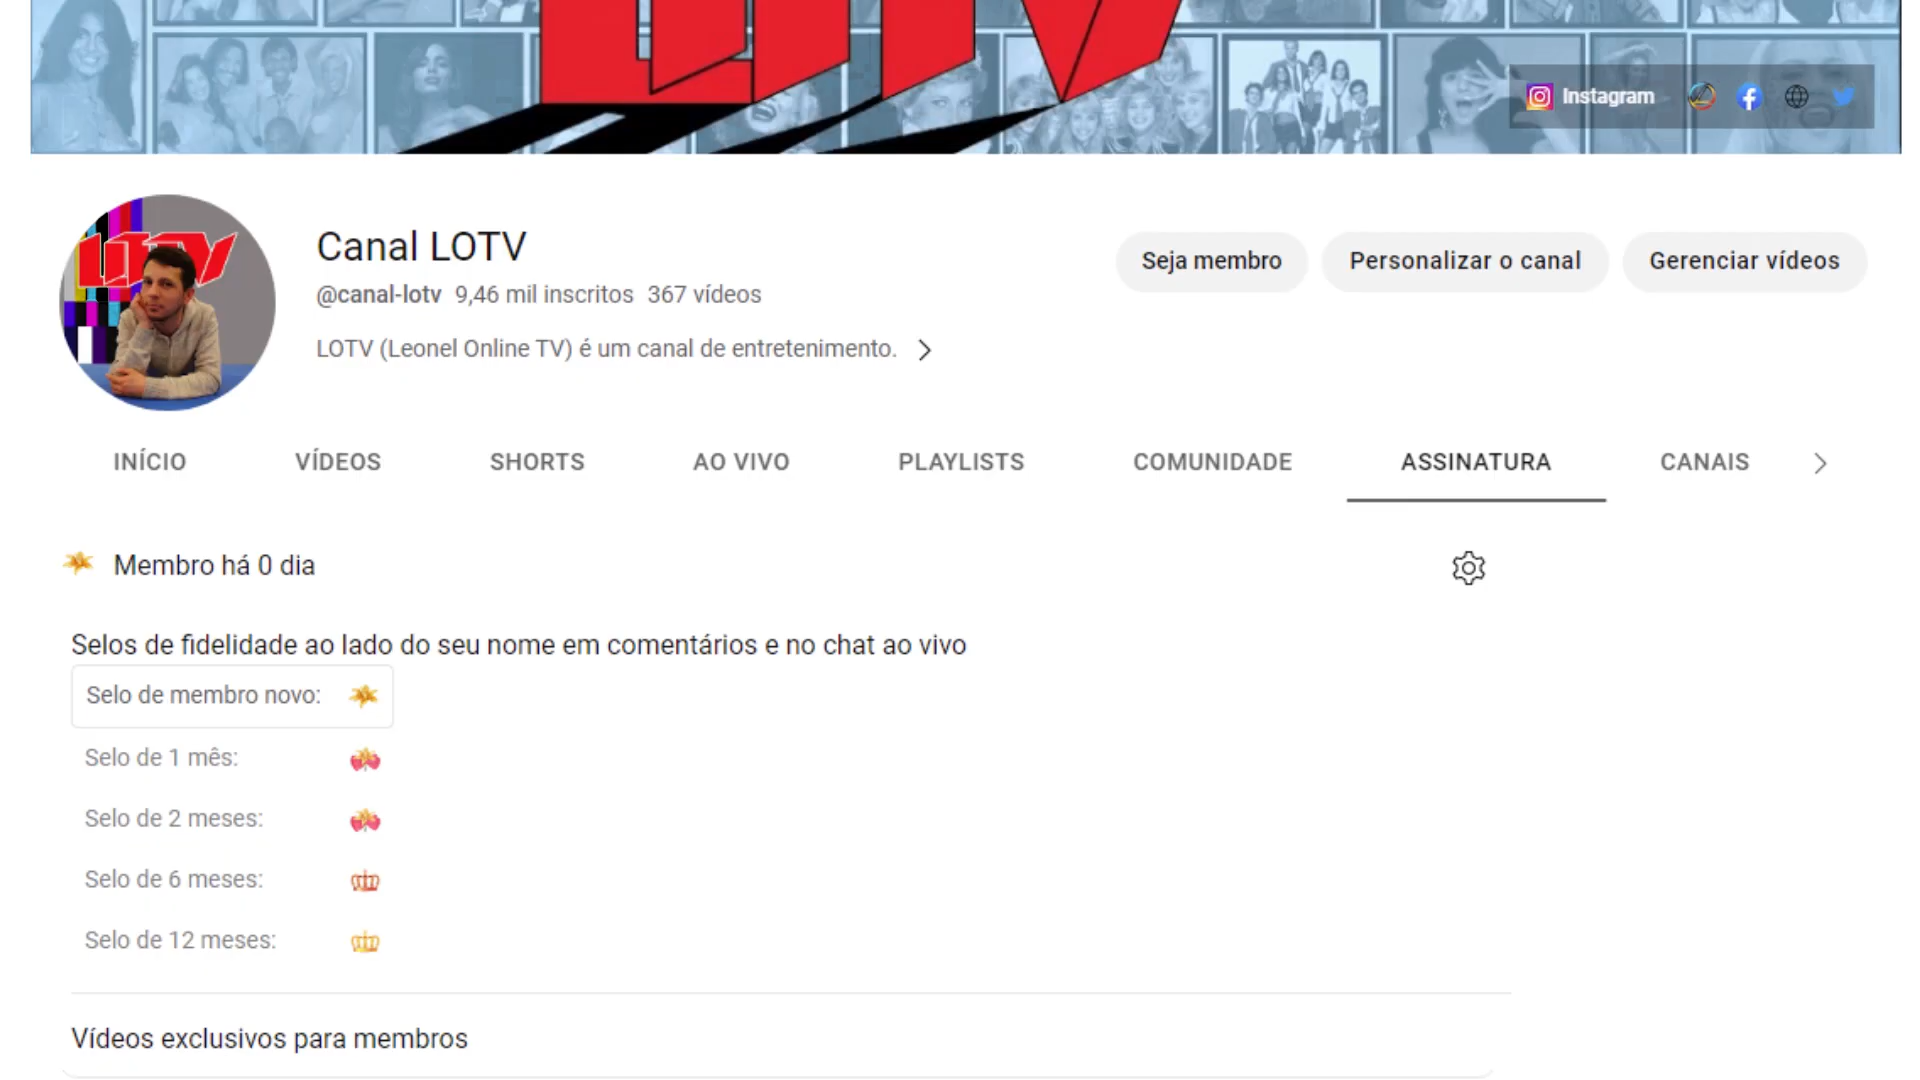 LOTV
Instagram
LOTV
Canal LOTV
Seja membro
Personalizar o canal
Gerenciar vídeos
@canal-lotv 9,46 mil inscritos 367 vídeos
LOTV (Leonel Online TV) é um canal de entretenimento.
INÍCIO
VÍDEOS
SHORTS
AO VIVO
PLAYLISTS
COMUNIDADE
ASSINATURA
CANAIS
Membro há 0 dia
Selos de fidelidade ao lado do seu nome em comentários e no chat ao vivo
Selo de membro novo:
Selo de 1 mês:
Selo de 2 meses:
Selo de 6 meses:
Selo de 12 meses:
Vídeos exclusivos para membros